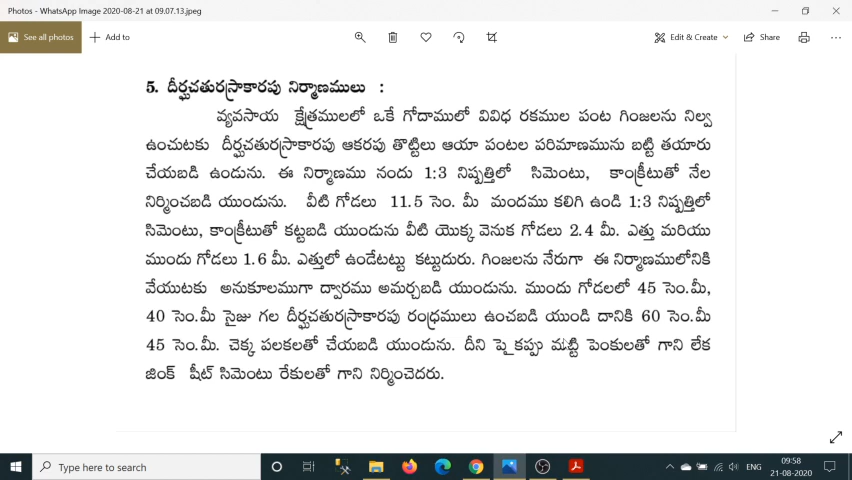 Photos - WhatsApp Image 2020-08-21 at 09.07.13.jpeg
See all photos
Add to
Edit & Create
Share
5. దీర్ఘచతురస్రాకారపు నిర్మాణములు :
వ్యవసాయ క్షేత్రములలో ఒకే గోదాములో వివిధ రకముల పంట గింజలను నిల్వ
ఉంచుటకు దీర్ఘచతురస్రాకారపు ఆకరపు తొట్టిలు ఆయా పంటల పరిమాణమును బట్టి తయారు
చేయబడి ఉండును. ఈ నిర్మాణము నందు 1:3 నిష్పత్తిలో సిమెంటు, కాంక్రీటుతో నేల
నిర్మించబడి యుండును. వీటి గోడలు 11.5 సెం. మీ మందము కలిగి ఉండి 1:3 నిష్పత్తిలో
సిమెంటు, కాంక్రీటుతో కట్టబడి యుండును వీటి యొక్క వెనుక గోడలు 2.4 మీ. ఎత్తు మరియు
ముందు గోడలు 1.6 మీ. ఎత్తులో ఉండేటట్టు కట్టుదురు. గింజలను నేరుగా ఈ నిర్మాణములోనికి
వేయుటకు అనుకూలముగా ద్వారము అమర్చబడి యుండును. ముందు గోడలలో 45 సెం.మీ,
40 సెం.మీ సైజు గల దీర్ఘచతురస్రాకారపు రంధ్రములు ఉంచబడి యుండి దానికి 60 సెం.మీ
45 సెం.మీ. చెక్క పలకలతో చేయబడి యుండును. దీని పై కప్పు మట్టి పెంకులతో గాని లేక
జింక్ షీట్ సిమెంటు రేకులతో గాని నిర్మించెదరు.
Type here to search
ENG
09:58
21-08-2020